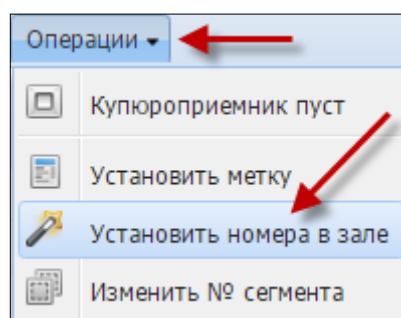 Операции
Купюроприемник пуст
Установить метку
Установить номера в зале
Изменить № сегмента